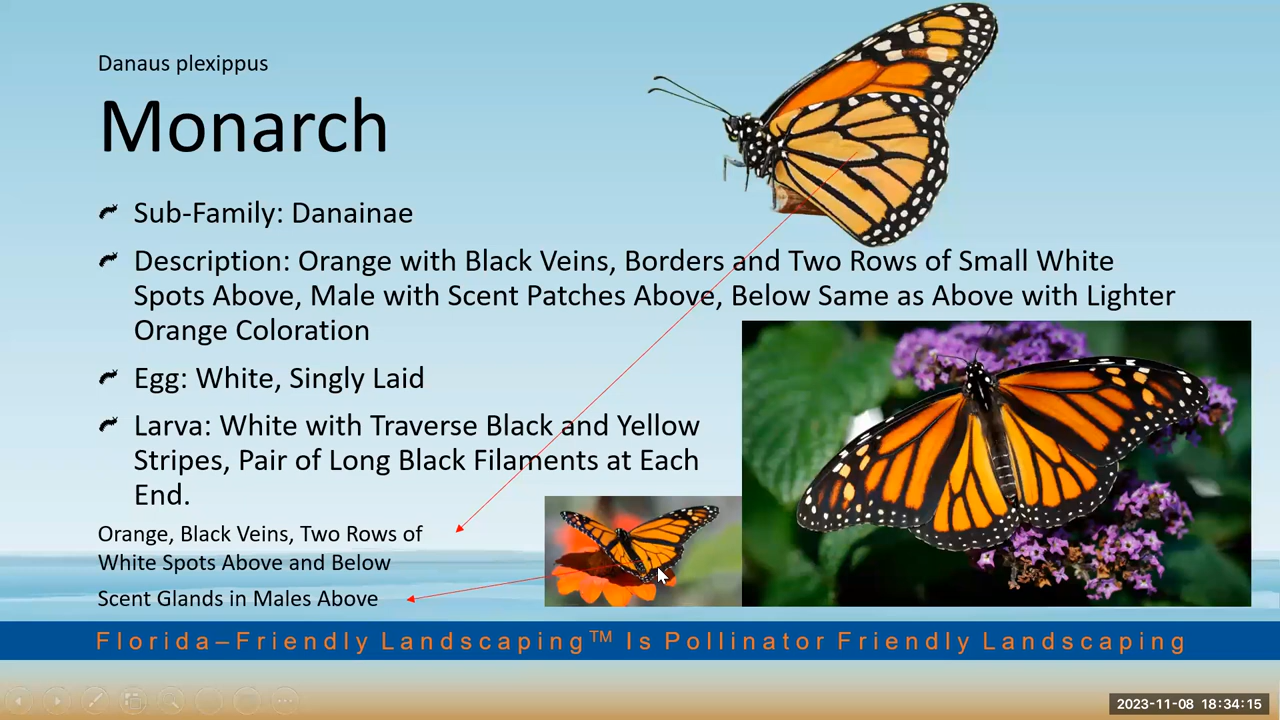 Danaus plexippus
Monarch
Sub-Family: Danainae
Description: Orange with Black Veins, Borders and Two Rows of Small White
Spots Above, Male with Scent Patches Above, Below Same as Above with Lighter
Orange Coloration
Egg: White, Singly Laid
Larva: White with Traverse Black and Yellow
Stripes, Pair of Long Black Filaments at Each
End.
Orange, Black Veins, Two Rows of
White Spots Above and Below
Scent Glands in Males Above
Florida–Friendly Landscaping™ Is Pollinator Friendly Landscaping
2023-11-08 18:34:15